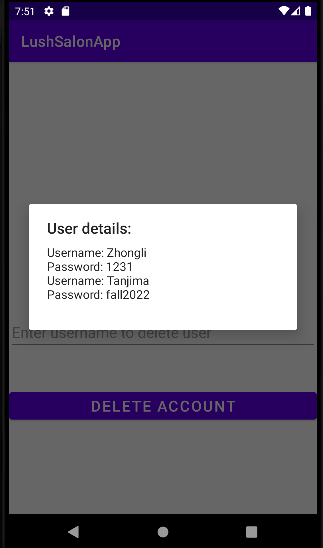 7:51
LushSalonApp
User details:
Username: Zhongli
Password: 1231
Username: Tanjima
Password: fall2022
Enter username to delete user
DELETE ACCOUNT